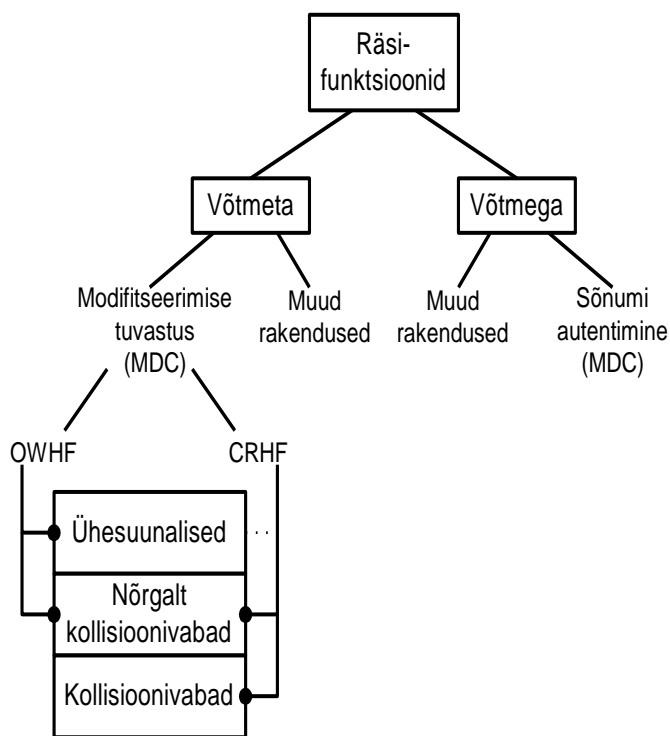 Räsi-
funktsioonid
Võtmeta
Võtmega
Modifitseerimise
tuvastus
(MDC)
Muud
rakendused
Muud
rakendused
Sõnumi
autentimine
(MDC)
OWHF
CRHF
Ühesuunalised
Nõrgalt
kollisioonivabad
Kollisioonivabad